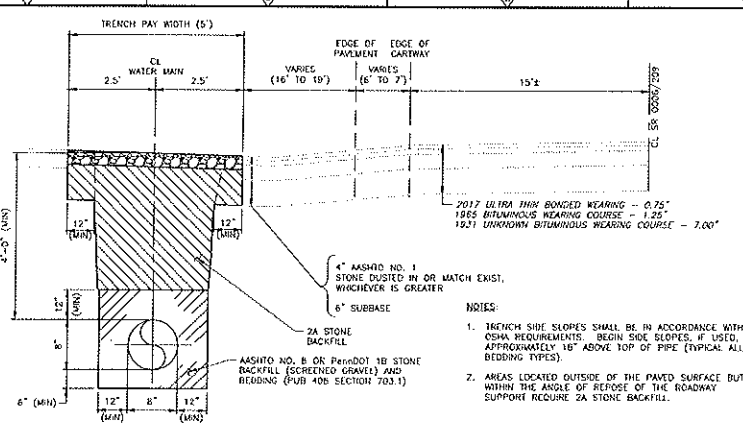 TRENCH PAY WIDTH (5')
CL
WATER MAIN
2.5'
2.5'
VARIES
(16' TO 19')
EDGE OF
PAVEMENT
EDGE OF
CARTWAY
VARIES
(6' TO 7')
15'±
CL SR 0006/209
4'-0" (MIN)
12"
(MIN)
12"
(MIN)
2017 ULTRA THIN BONDED WEARING - 0.75"
1965 BITUMINOUS WEARING COURSE - 1.25"
1931 UNKNOWN BITUMINOUS WEARING COURSE - 7.00"
4" AASHTO NO. 1
STONE DUSTED IN OR MATCH EXIST,
WHICHEVER IS GREATER
6" SUBBASE
2A STONE
BACKFILL
12"
(MIN)
8"
6" (MIN)
12"
(MIN)
8"
12"
(MIN)
AASHTO NO. 8 OR PennDOT 1B STONE
BACKFILL (SCREENED GRAVEL) AND
BEDDING (PUB 408 SECTION 703.1)
NOTES:
1. TRENCH SIDE SLOPES SHALL BE IN ACCORDANCE WITH
OSHA REQUIREMENTS. BEGIN SIDE SLOPES, IF USED,
APPROXIMATELY 18" ABOVE TOP OF PIPE (TYPICAL ALL
BEDDING TYPES).
2. AREAS LOCATED OUTSIDE OF THE PAVED SURFACE BUT
WITHIN THE ANGLE OF REPOSE OF THE ROADWAY
SUPPORT REQUIRE 2A STONE BACKFILL.